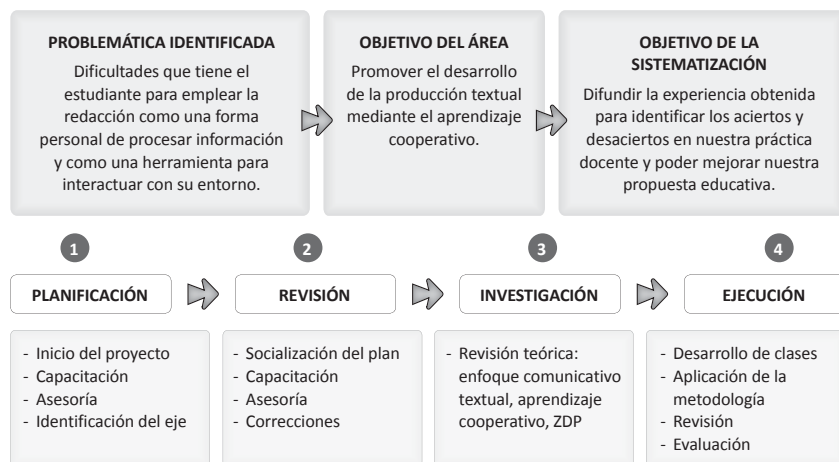 PROBLEMÁTICA IDENTIFICADA
Dificultades que tiene el
estudiante para emplear la
redacción como una forma
personal de procesar información
y como una herramienta para
interactuar con su entorno.
OBJETIVO DEL ÁREA
Promover el desarrollo
de la producción textual
mediante el aprendizaje
cooperativo.
OBJETIVO DE LA
SISTEMATIZACIÓN
Difundir la experiencia obtenida
para identificar los aciertos y
desaciertos en nuestra práctica
docente y poder mejorar nuestra
propuesta educativa.
1
PLANIFICACIÓN
- Inicio del proyecto
- Capacitación
- Asesoría
- Identificación del eje
2
REVISIÓN
- Socialización del plan
- Capacitación
- Asesoría
- Correcciones
3
INVESTIGACIÓN
- Revisión teórica:
enfoque comunicativo
textual, aprendizaje
cooperativo, ZDP
4
EJECUCIÓN
- Desarrollo de clases
- Aplicación de la
metodología
- Revisión
- Evaluación